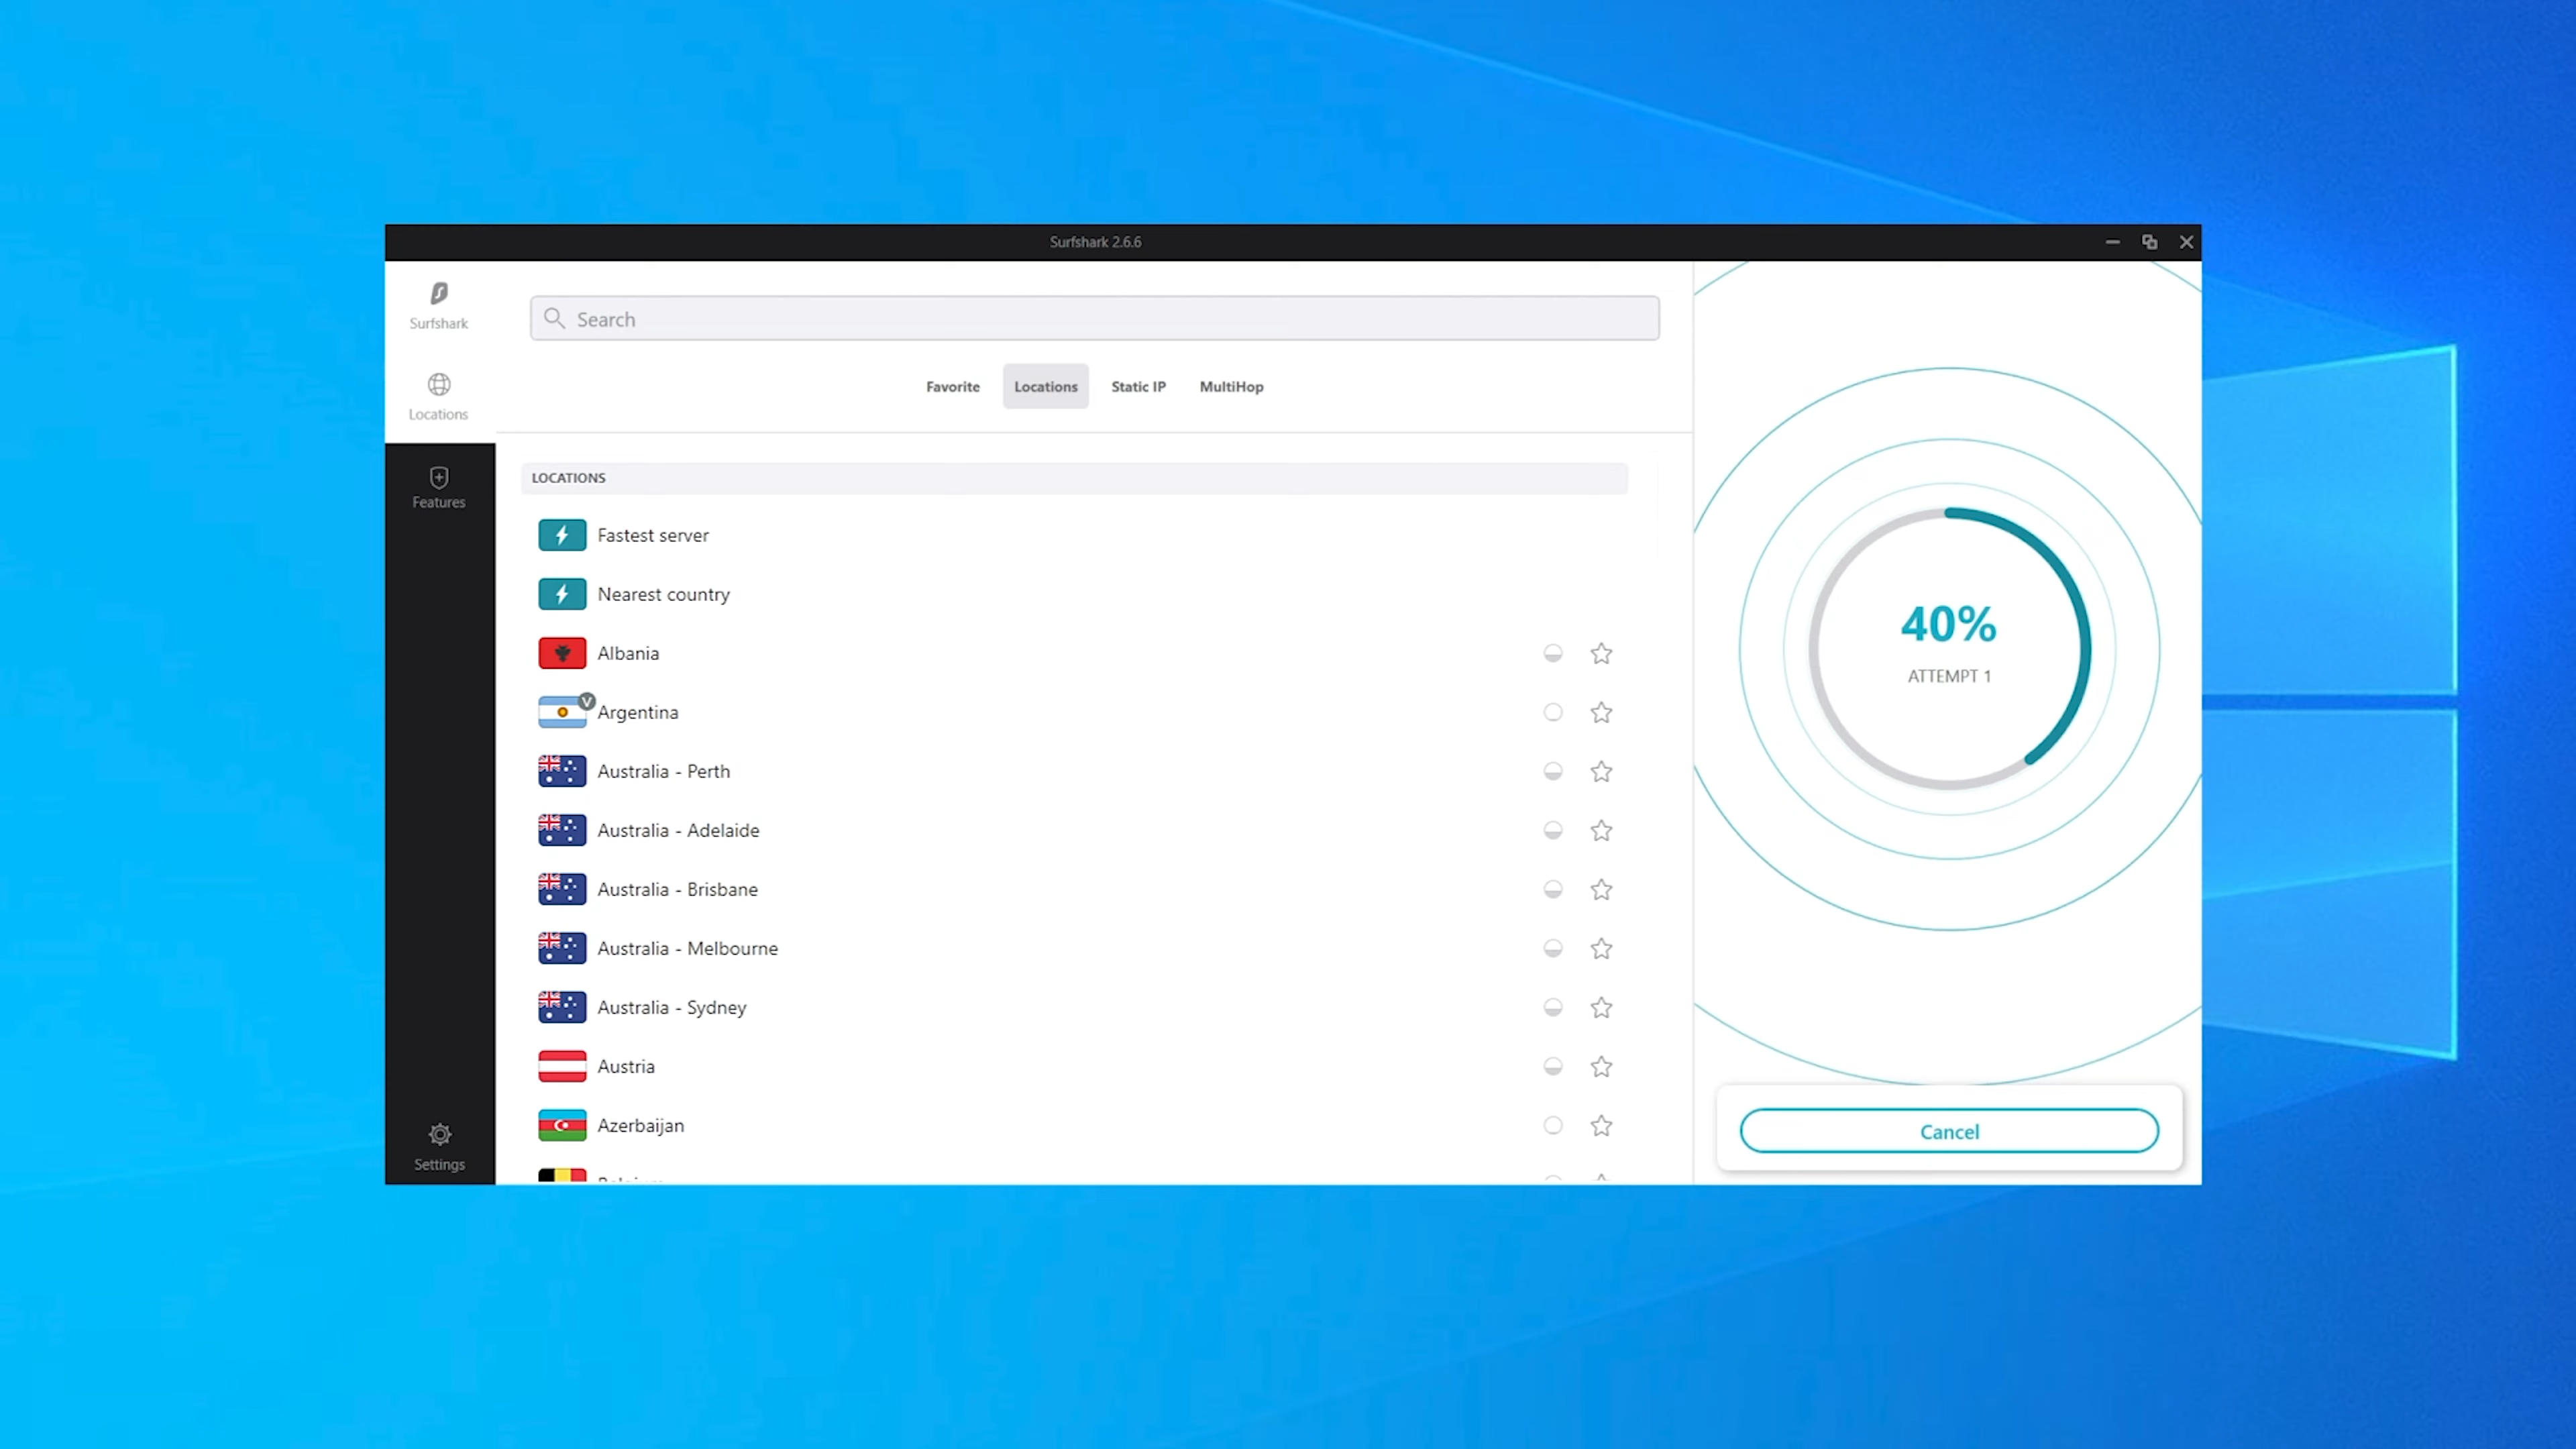 Surfshark 2.6.6
Surfshark
Search
Locations
Favorite Locations Static IP MultiHop
LOCATIONS
Features
Fastest server
Nearest country
Albania
V
Argentina
Australia - Perth
Australia - Adelaide
Australia - Brisbane
Australia - Melbourne
Australia - Sydney
Austria
Azerbaijan
Settings
40%
ATTEMPT 1
Cancel